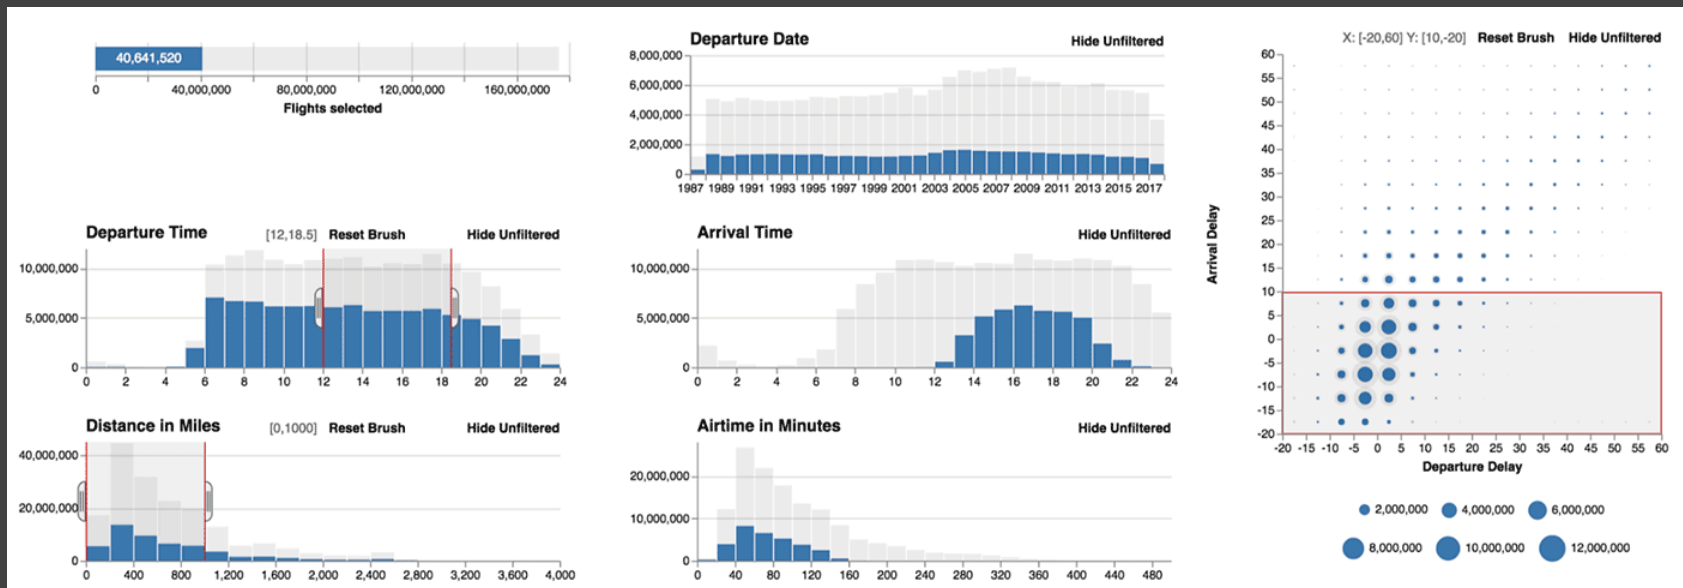 40,641,520
0 40,000,000 80,000,000 120,000,000 160,000,000
Flights selected
Departure Date Hide Unfiltered
8,000,000
6,000,000
4,000,000
2,000,000
0
1987 1989 1991 1993 1995 1997 1999 2001 2003 2005 2007 2009 2011 2013 2015 2017
Departure Time [12,18.5] Reset Brush Hide Unfiltered
10,000,000
5,000,000
0
0 2 4 6 8 10 12 14 16 18 20 22 24
Arrival Time Hide Unfiltered
10,000,000
5,000,000
0
0 2 4 6 8 10 12 14 16 18 20 22 24
Distance in Miles [0,1000] Reset Brush Hide Unfiltered
40,000,000
20,000,000
0
0 400 800 1,200 1,600 2,000 2,400 2,800 3,200 3,600 4,000
Airtime in Minutes Hide Unfiltered
20,000,000
10,000,000
0
0 40 80 120 160 200 240 280 320 360 400 440 480
X: [-20,60] Y: [10,-20] Reset Brush Hide Unfiltered
Arrival Delay
60
55
50
45
40
35
30
25
20
15
10
5
0
-5
-10
-15
-20
-20 -15 -10 -5 0 5 10 15 20 25 30 35 40 45 50 55 60
Departure Delay
2,000,000 4,000,000 6,000,000
8,000,000 10,000,000 12,000,000